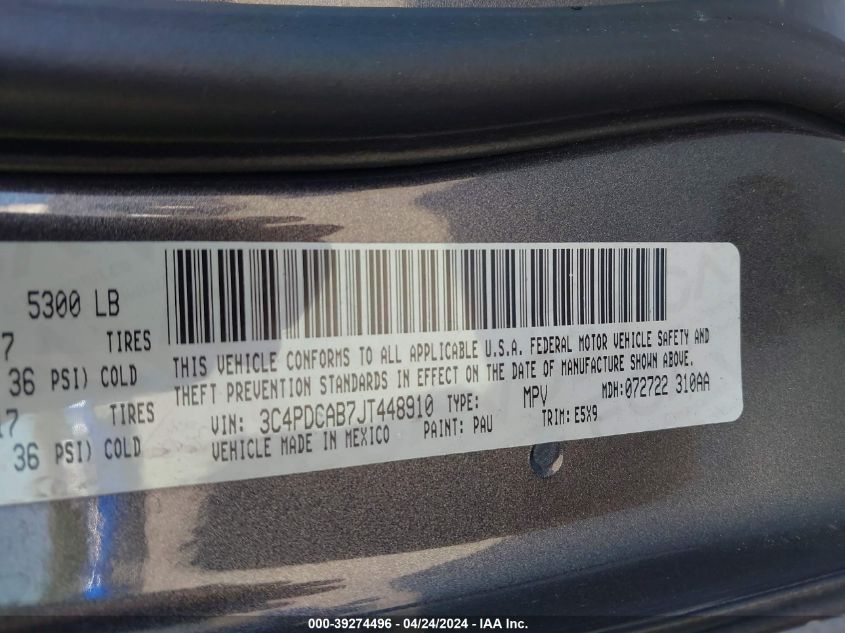 5300 LB
7 TIRES
36 PSI) COLD
17 TIRES
36 PSI) COLD
THIS VEHICLE CONFORMS TO ALL APPLICABLE U.S.A. FEDERAL MOTOR VEHICLE SAFETY AND
THEFT PREVENTION STANDARDS IN EFFECT ON THE DATE OF MANUFACTURE SHOWN ABOVE.
VIN: 3C4PDCAB7JT448910 TYPE: MPV MDH:072722 310AA
VEHICLE MADE IN MEXICO PAINT: PAU TRIM: E5X9
000-39274496 - 04/24/2024 - IAA Inc.